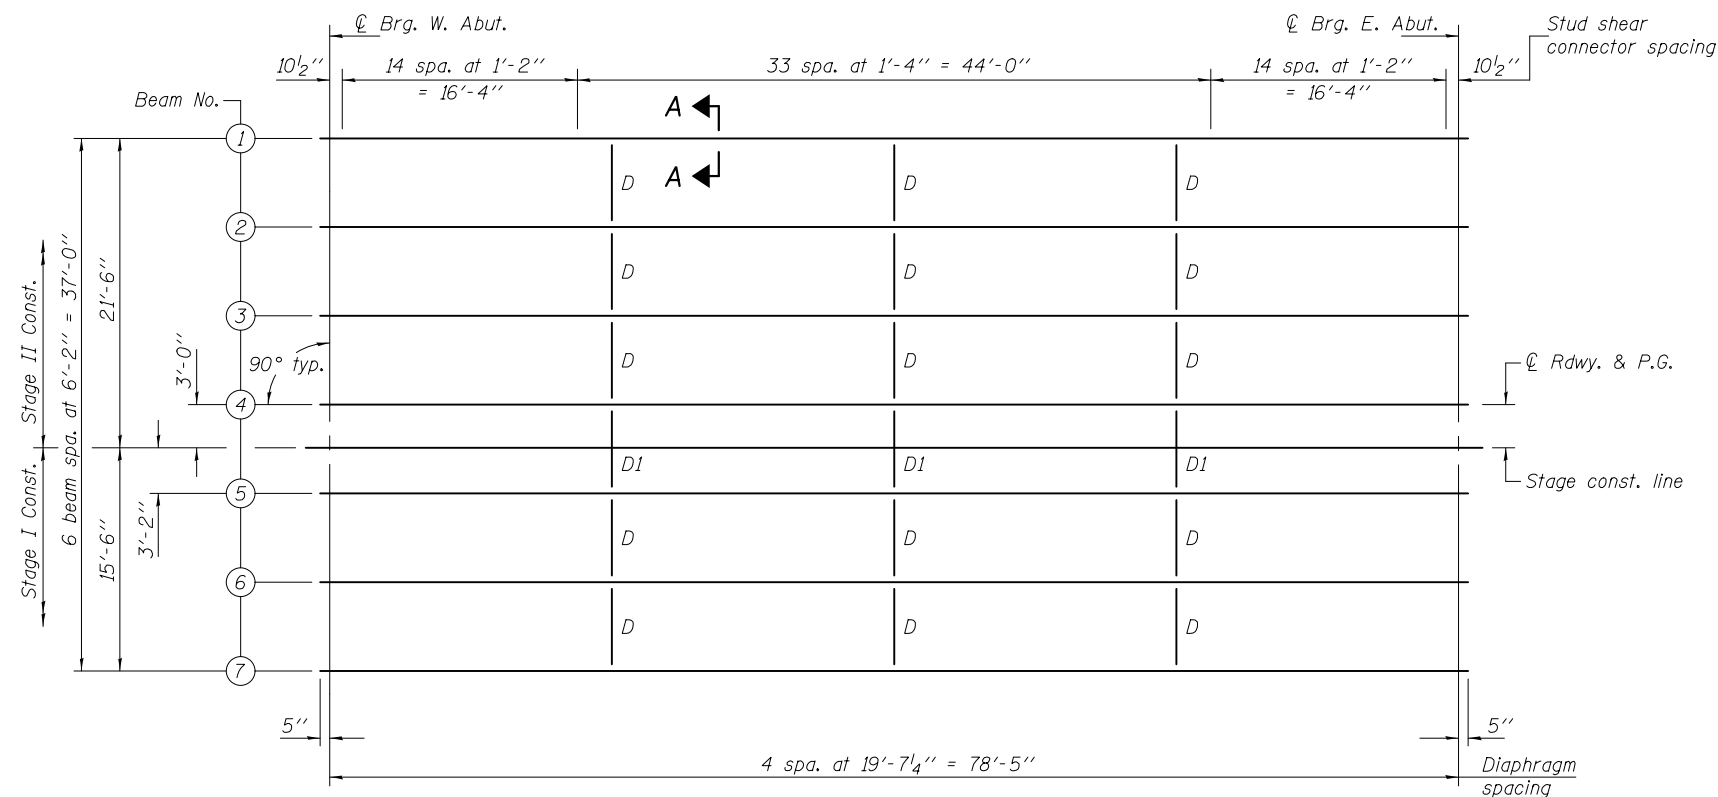 ℄ Brg. W. Abut.
℄ Brg. E. Abut.
Stud shear
connector spacing
10½''
14 spa. at 1'-2''
= 16'-4''
33 spa. at 1'-4'' = 44'-0''
14 spa. at 1'-2''
= 16'-4''
10½''
Beam No.
A
A
1
2
3
4
5
6
7
D
D
D
D
D
D
D
D
D
D1
D1
D1
D
D
D
D
D
D
Stage II Const.
Stage I Const.
6 beam spa. at 6'-2'' = 37'-0''
21'-6''
15'-6''
3'-0''
3'-2''
90° typ.
℄ Rdwy. & P.G.
Stage const. line
5''
5''
4 spa. at 19'-7¼'' = 78'-5''
Diaphragm
spacing